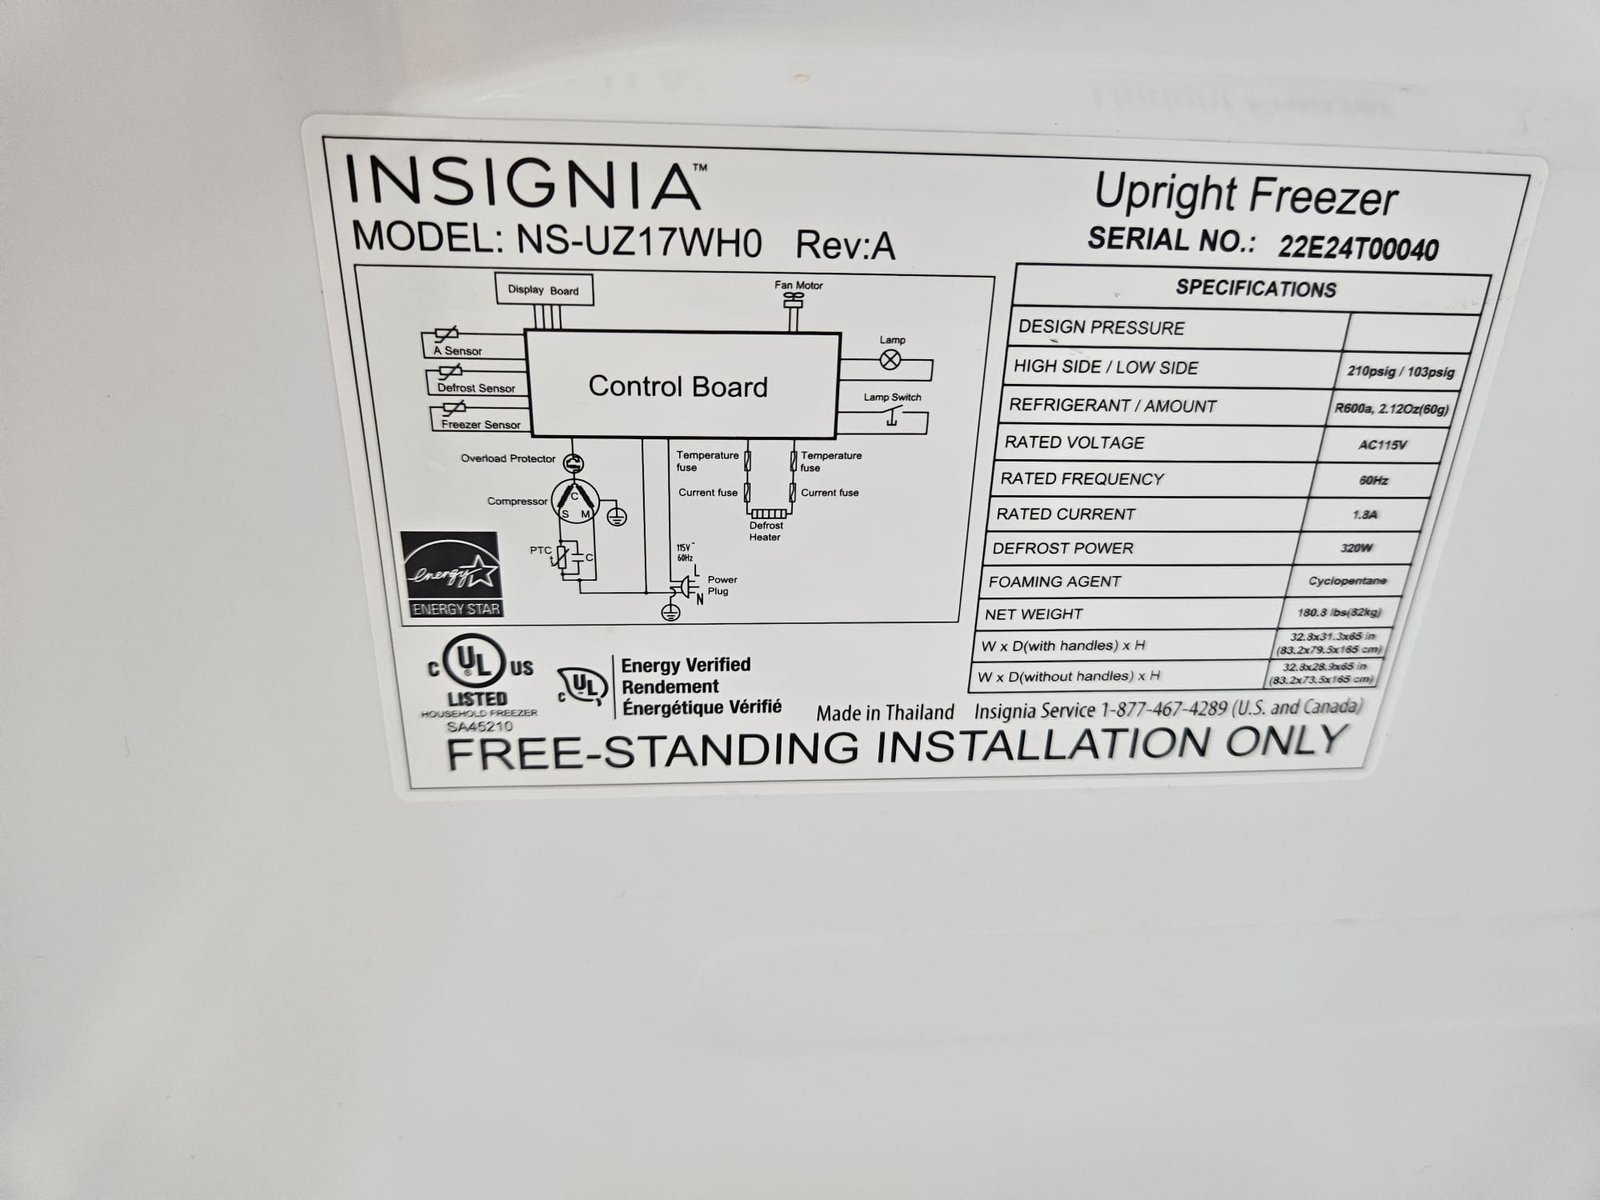 INSIGNIA™
Upright Freezer
MODEL: NS-UZ17WH0 Rev:A
SERIAL NO.: 22E24T00040
Display Board
Fan Motor
A Sensor
Defrost Sensor
Freezer Sensor
Control Board
Lamp
Lamp Switch
Overload Protector
Temperature fuse
Temperature fuse
Compressor
C
S M
Current fuse
Current fuse
Defrost
Heater
PTC
C
115V~
60Hz
L
N
Power
Plug
energy
ENERGY STAR
SPECIFICATIONS
DESIGN PRESSURE
HIGH SIDE / LOW SIDE 210psig / 103psig
REFRIGERANT / AMOUNT R600a, 2.12Oz(60g)
RATED VOLTAGE AC115V
RATED FREQUENCY 60Hz
RATED CURRENT 1.8A
DEFROST POWER 320W
FOAMING AGENT Cyclopentane
NET WEIGHT 180.8 lbs(82kg)
W x D(with handles) x H 32.8x31.3x65 in
(83.2x79.5x165 cm)
W x D(without handles) x H 32.8x28.9x65 in
(83.2x73.5x165 cm)
C UL ® US
LISTED
HOUSEHOLD FREEZER
SA45210
C UL
Energy Verified
Rendement
Énergétique Vérifié
Made in Thailand Insignia Service 1-877-467-4289 (U.S. and Canada)
FREE-STANDING INSTALLATION ONLY